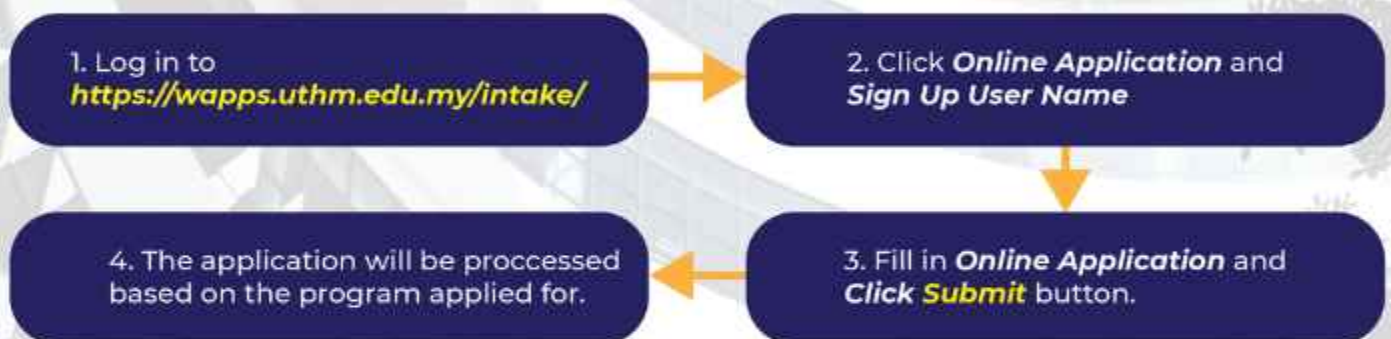 1. Log in to
https://wapps.uthm.edu.my/intake/
2. Click Online Application and
Sign Up User Name
3. Fill in Online Application and
Click Submit button.
4. The application will be proccessed
based on the program applied for.